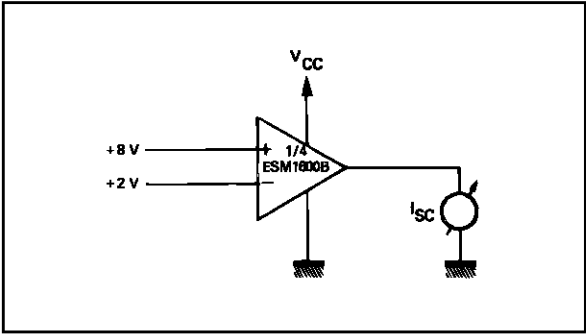 VCC
+8 V
+
1/4
ESM1600B
+2 V
−
ISC